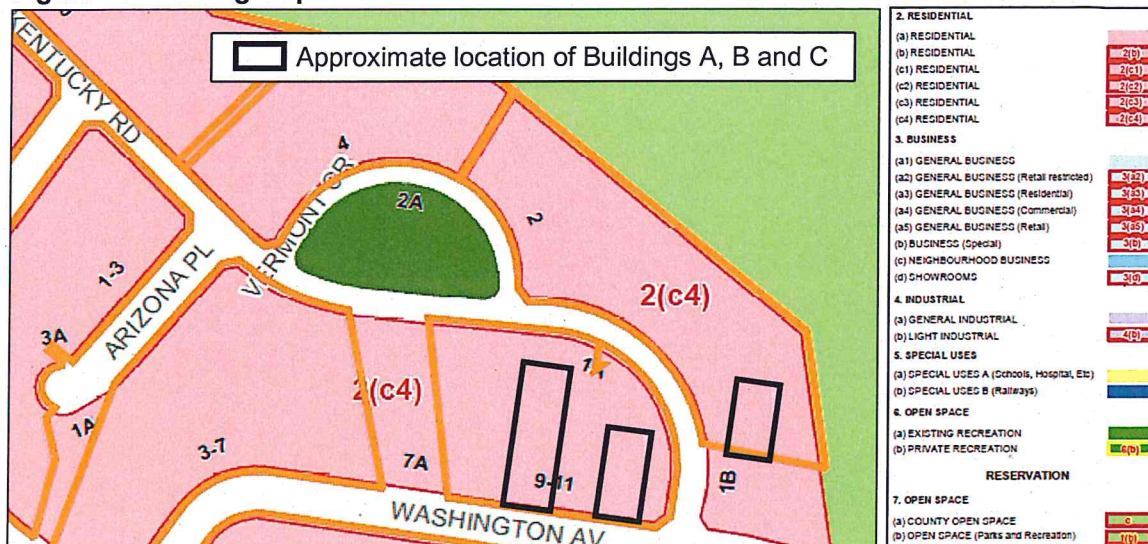 Approximate location of Buildings A, B and C
KENTUCKY RD
4
VERMONT CR
2A
2
1-3
ARIZONA PL
2(c4)
3A
2(c4)
1A
3-7
7A
9-11
1B
WASHINGTON AV
2. RESIDENTIAL
(a) RESIDENTIAL
(b) RESIDENTIAL 2(b)
(c1) RESIDENTIAL 2(c1)
(c2) RESIDENTIAL 2(c2)
(c3) RESIDENTIAL 2(c3)
(c4) RESIDENTIAL 2(c4)
3. BUSINESS
(a1) GENERAL BUSINESS
(a2) GENERAL BUSINESS (Retail restricted) 3(a2)
(a3) GENERAL BUSINESS (Residential) 3(a3)
(a4) GENERAL BUSINESS (Commercial) 3(a4)
(a5) GENERAL BUSINESS (Retail) 3(a5)
(b) BUSINESS (Special) 3(b)
(c) NEIGHBOURHOOD BUSINESS
(d) SHOWROOMS 3(d)
4. INDUSTRIAL
(a) GENERAL INDUSTRIAL
(b) LIGHT INDUSTRIAL 4(b)
5. SPECIAL USES
(a) SPECIAL USES A (Schools, Hospital, Etc)
(b) SPECIAL USES B (Railways)
6. OPEN SPACE
(a) EXISTING RECREATION
(b) PRIVATE RECREATION 6(b)
RESERVATION
7. OPEN SPACE
(a) COUNTY OPEN SPACE C
(b) OPEN SPACE (Parks and Recreation)